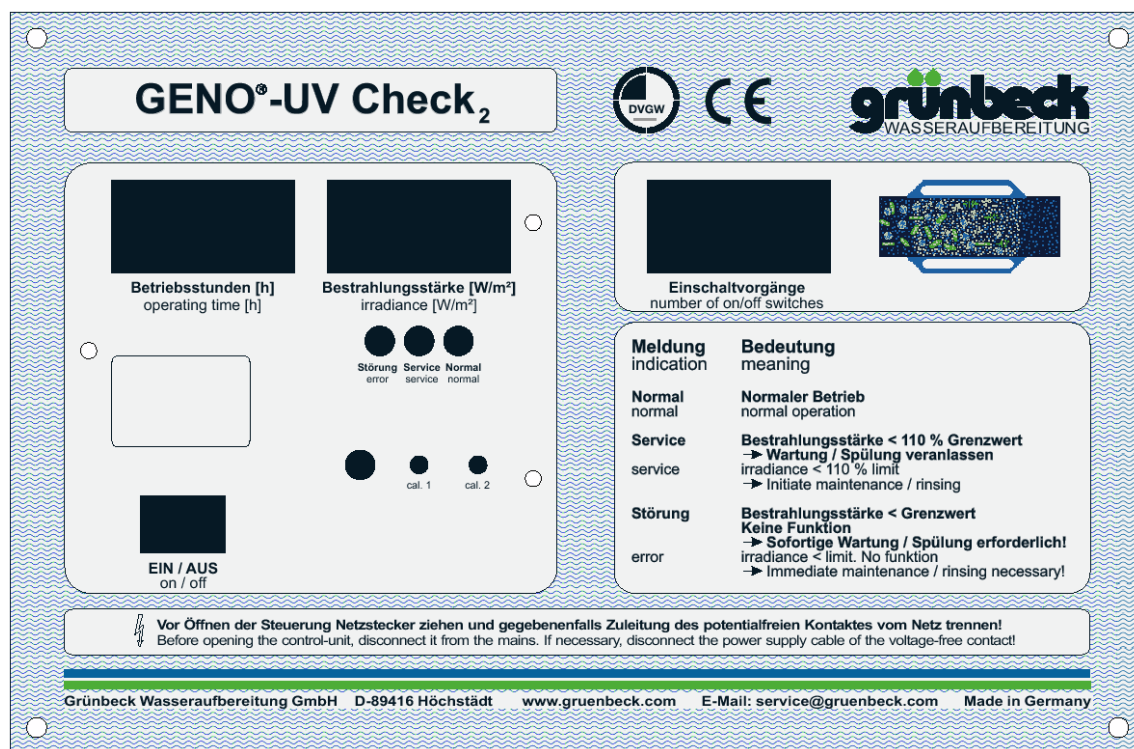 GENO®-UV Check₂
DVGW
CE
grünbeck
WASSERAUFBEREITUNG
Betriebsstunden [h]
operating time [h]
Bestrahlungsstärke [W/m²]
irradiance [W/m²]
Störung
error
Service
service
Normal
normal
cal. 1
cal. 2
EIN / AUS
on / off
Einschaltvorgänge
number of on/off switches
Meldung Bedeutung
indication meaning
Normal Normaler Betrieb
normal normal operation
Service Bestrahlungsstärke < 110 % Grenzwert
→ Wartung / Spülung veranlassen
service irradiance < 110 % limit
→ Initiate maintenance / rinsing
Störung Bestrahlungsstärke < Grenzwert
Keine Funktion
→ Sofortige Wartung / Spülung erforderlich!
error irradiance < limit. No funktion
→ Immediate maintenance / rinsing necessary!
Vor Öffnen der Steuerung Netzstecker ziehen und gegebenenfalls Zuleitung des potentialfreien Kontaktes vom Netz trennen!
Before opening the control-unit, disconnect it from the mains. If necessary, disconnect the power supply cable of the voltage-free contact!
Grünbeck Wasseraufbereitung GmbH D-89416 Höchstädt www.gruenbeck.com E-Mail: service@gruenbeck.com Made in Germany